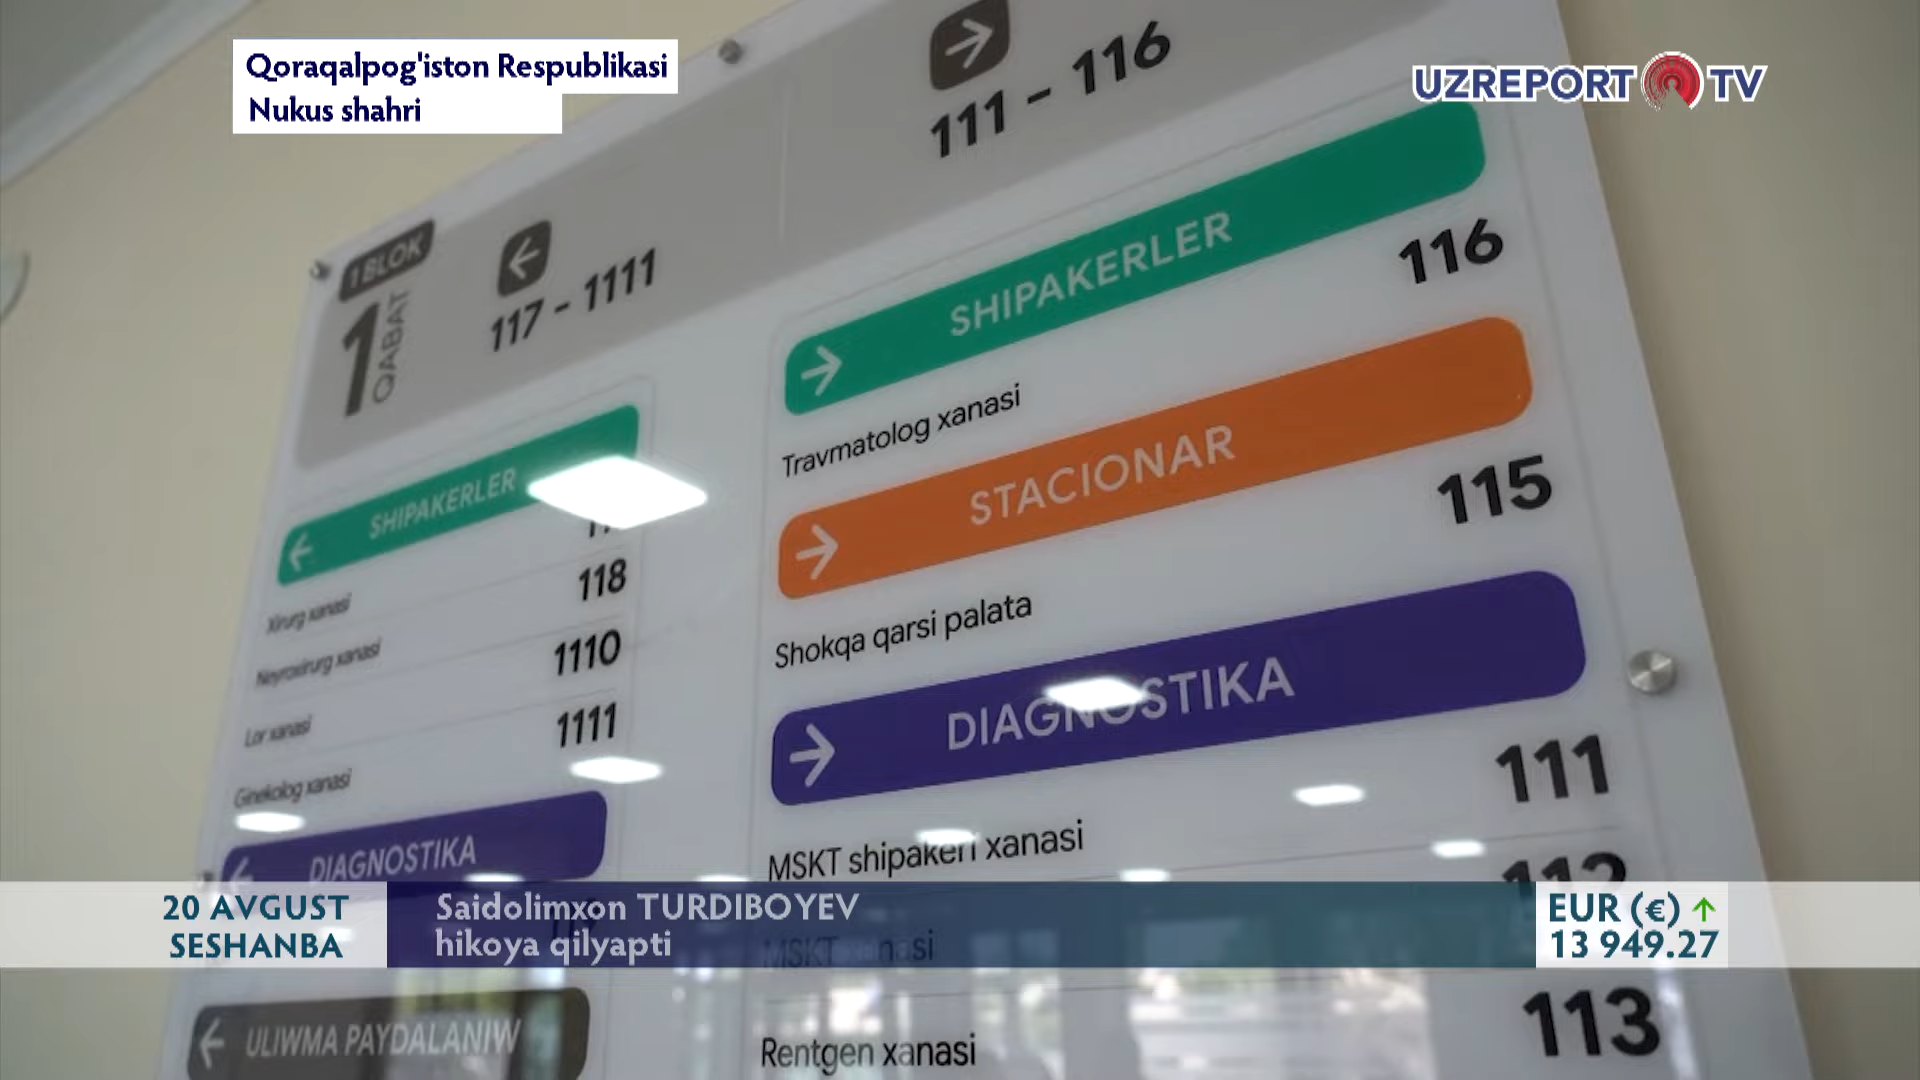 Qoraqalpog'iston Respublikasi
Nukus shahri
UZREPORT TV
1 BLOK
1 QABAT
117 - 1111
111 - 116
SHIPAKERLER
Xirurg xanasi
118
Neyroxirurg xanasi
1110
Lor xanasi
1111
Ginekolog xanasi
DIAGNOSTIKA
ULIWMA PAYDALANIW
SHIPAKERLER
116
Travmatolog xanasi
STACIONAR
115
Shokqa qarsi palata
DIAGNOSTIKA
111
MSKT shipakeri xanasi
112
MSKT xanasi
113
Rentgen xanasi
20 AVGUST
SESHANBA
Saidolimxon TURDIBOYEV
hikoya qilyapti
EUR (€) ↑
13 949.27